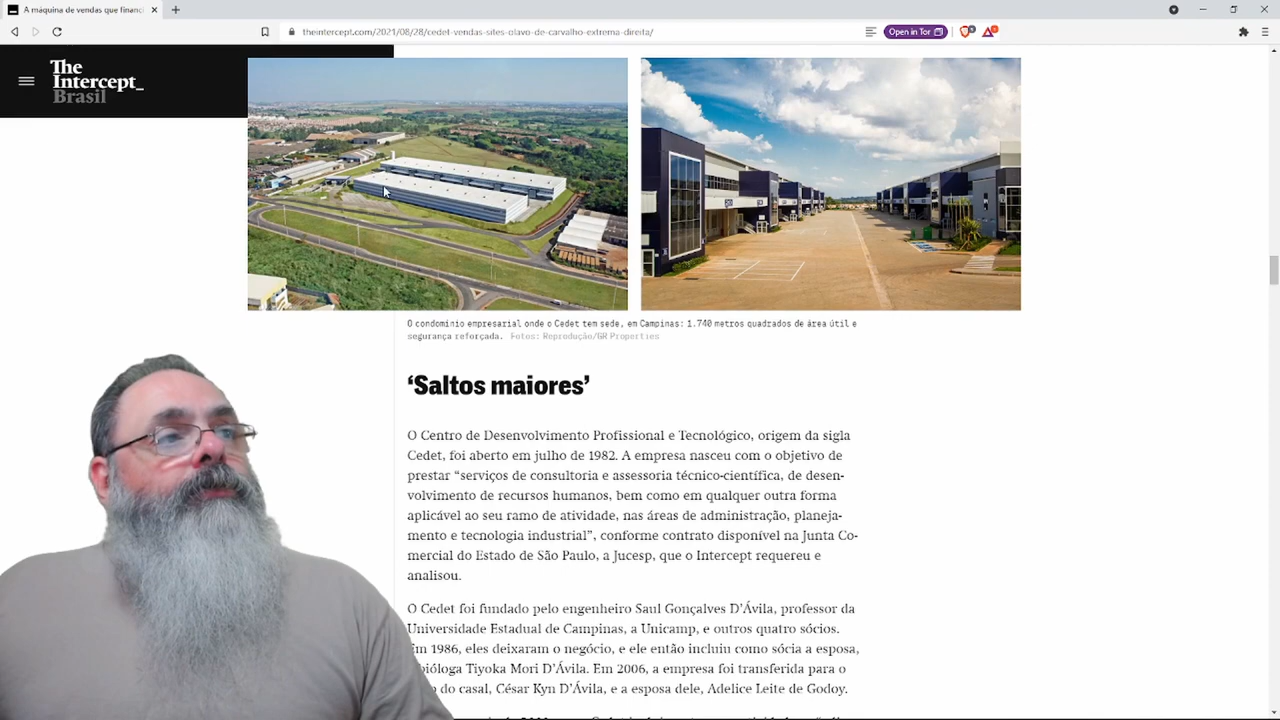 A máquina de vendas que financi
theintercept.com/2021/08/28/cedet-vendas-sites-olavo-de-carvalho-extrema-direita/
Open in Tor
The
Intercept_
Brasil
O condomínio empresarial onde o Cedet tem sede, em Campinas: 1.740 metros quadrados de área útil e
segurança reforçada. Fotos: Reprodução/GR Properties
‘Saltos maiores’
O Centro de Desenvolvimento Profissional e Tecnológico, origem da sigla
Cedet, foi aberto em julho de 1982. A empresa nasceu com o objetivo de
prestar “serviços de consultoria e assessoria técnico-científica, de desen-
volvimento de recursos humanos, bem como em qualquer outra forma
aplicável ao seu ramo de atividade, nas áreas de administração, planeja-
mento e tecnologia industrial”, conforme contrato disponível na Junta Co-
mercial do Estado de São Paulo, a Jucesp, que o Intercept requereu e
analisou.
O Cedet foi fundado pelo engenheiro Saul Gonçalves D’Ávila, professor da
Universidade Estadual de Campinas, a Unicamp, e outros quatro sócios.
Em 1986, eles deixaram o negócio, e ele então incluiu como sócia a esposa,
bióloga Tiyoka Mori D’Ávila. Em 2006, a empresa foi transferida para o
do casal, César Kyn D’Ávila, e a esposa dele, Adelice Leite de Godoy.